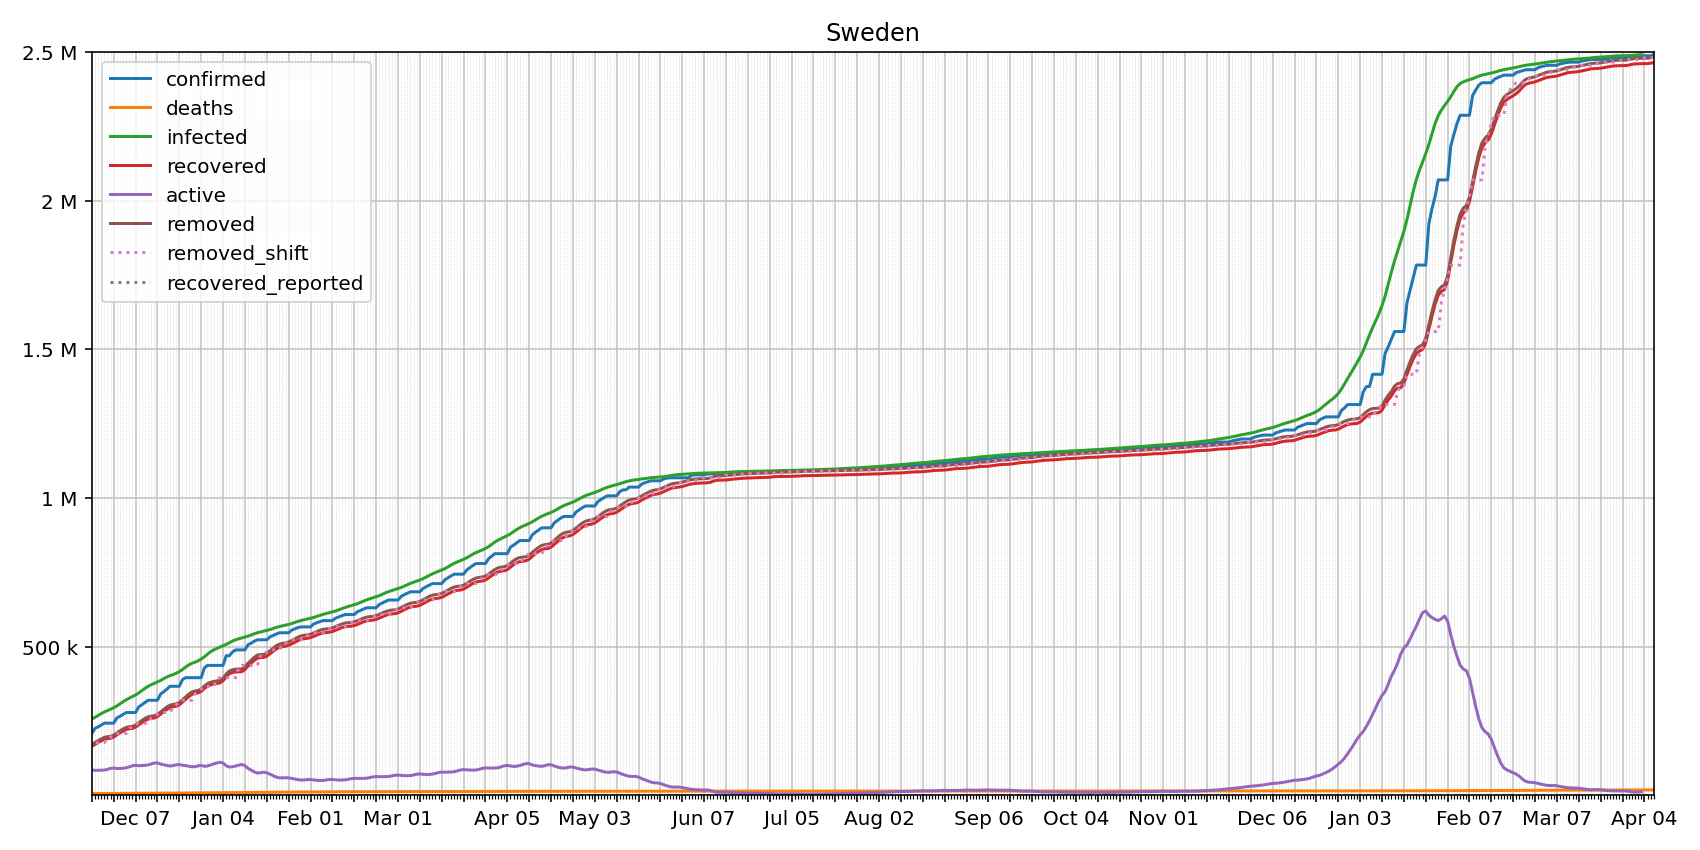 Sweden
2.5 M
2 M
1.5 M
1 M
500 k
confirmed
deaths
infected
recovered
active
removed
removed_shift
recovered_reported
Dec 07 Jan 04 Feb 01 Mar 01 Apr 05 May 03 Jun 07 Jul 05 Aug 02 Sep 06 Oct 04 Nov 01 Dec 06 Jan 03 Feb 07 Mar 07 Apr 04